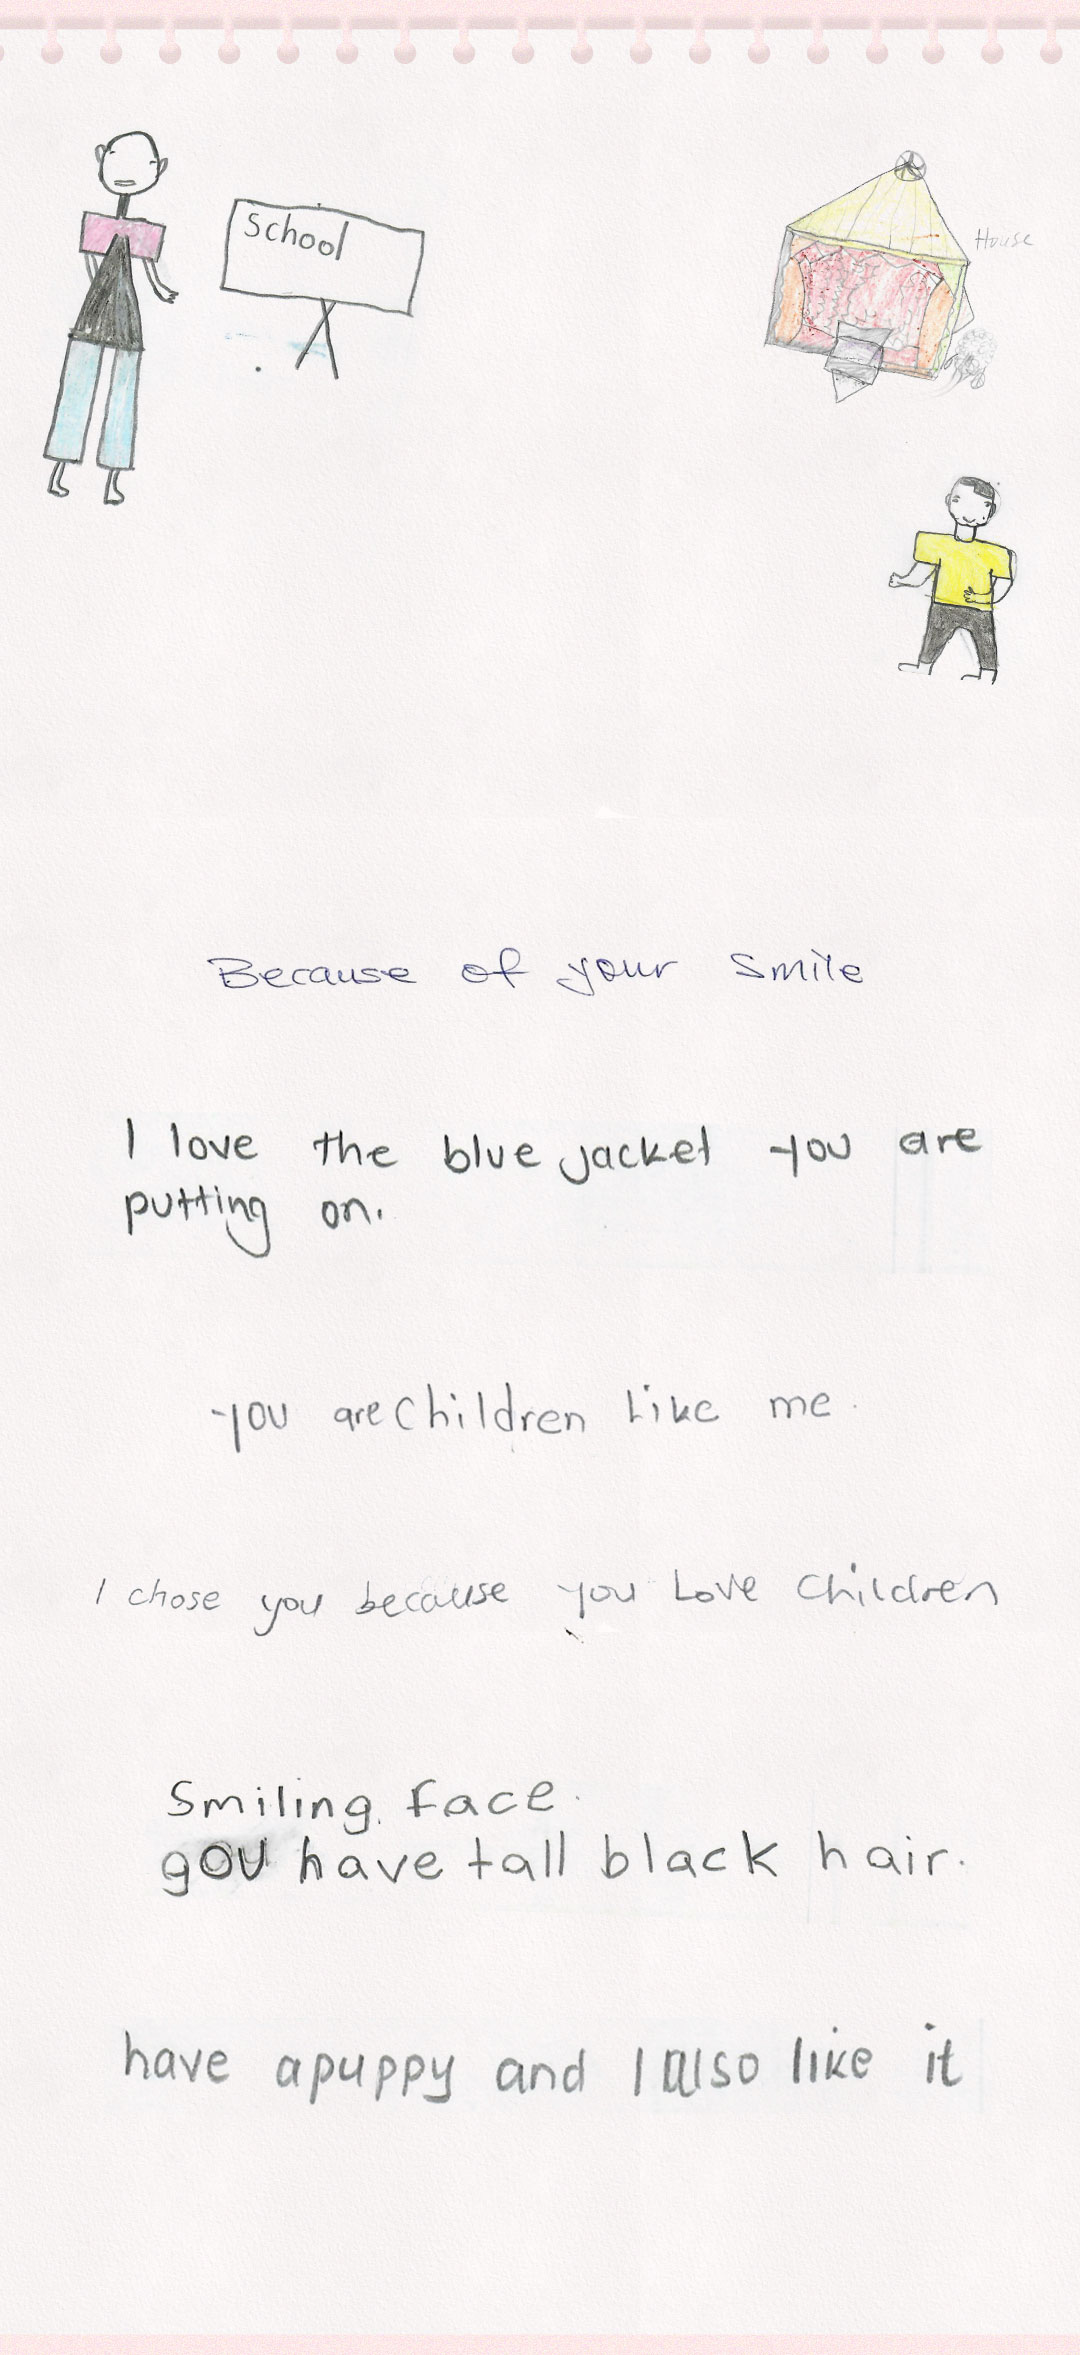 School
House
Because of your Smile
I love the blue jacket you are
putting on.
you are children like me.
I chose you because you Love children
Smiling face.
gou have tall black hair.
have apuppy and I also like it